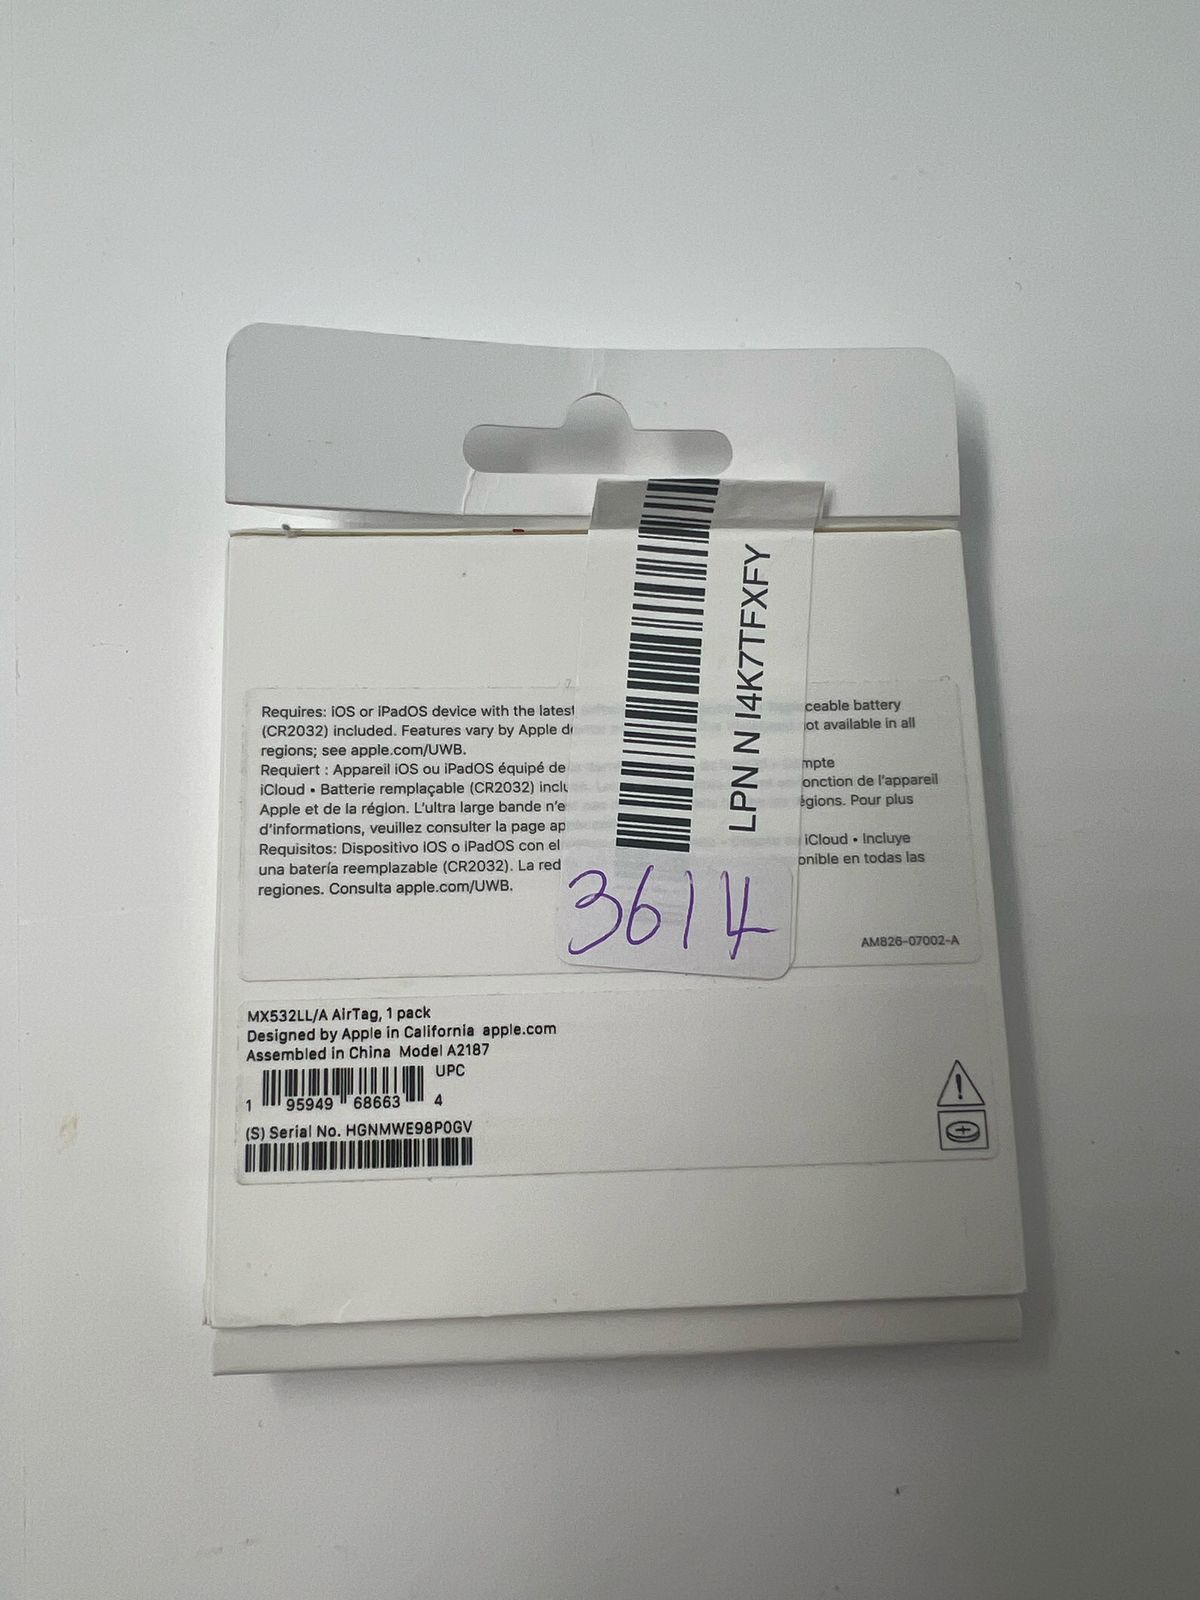 LPN N I4K7TFXFY
3614
Requires: iOS or iPadOS device with the latest ceable battery
(CR2032) included. Features vary by Apple ot available in all
regions; see apple.com/UWB.
Requiert : Appareil iOS ou iPadOS équipé de mpte
iCloud • Batterie remplaçable (CR2032) inclu onction de l'appareil
Apple et de la région. L'ultra large bande n'e égions. Pour plus
d'informations, veuillez consulter la page ap
Requisitos: Dispositivo iOS o iPadOS con el iCloud • Incluye
una batería reemplazable (CR2032). La red onible en todas las
regiones. Consulta apple.com/UWB.
AM826-07002-A
MX532LL/A AirTag, 1 pack
Designed by Apple in California apple.com
Assembled in China Model A2187
UPC
1 95949 68663 4
(S) Serial No. HGNMWE98P0GV